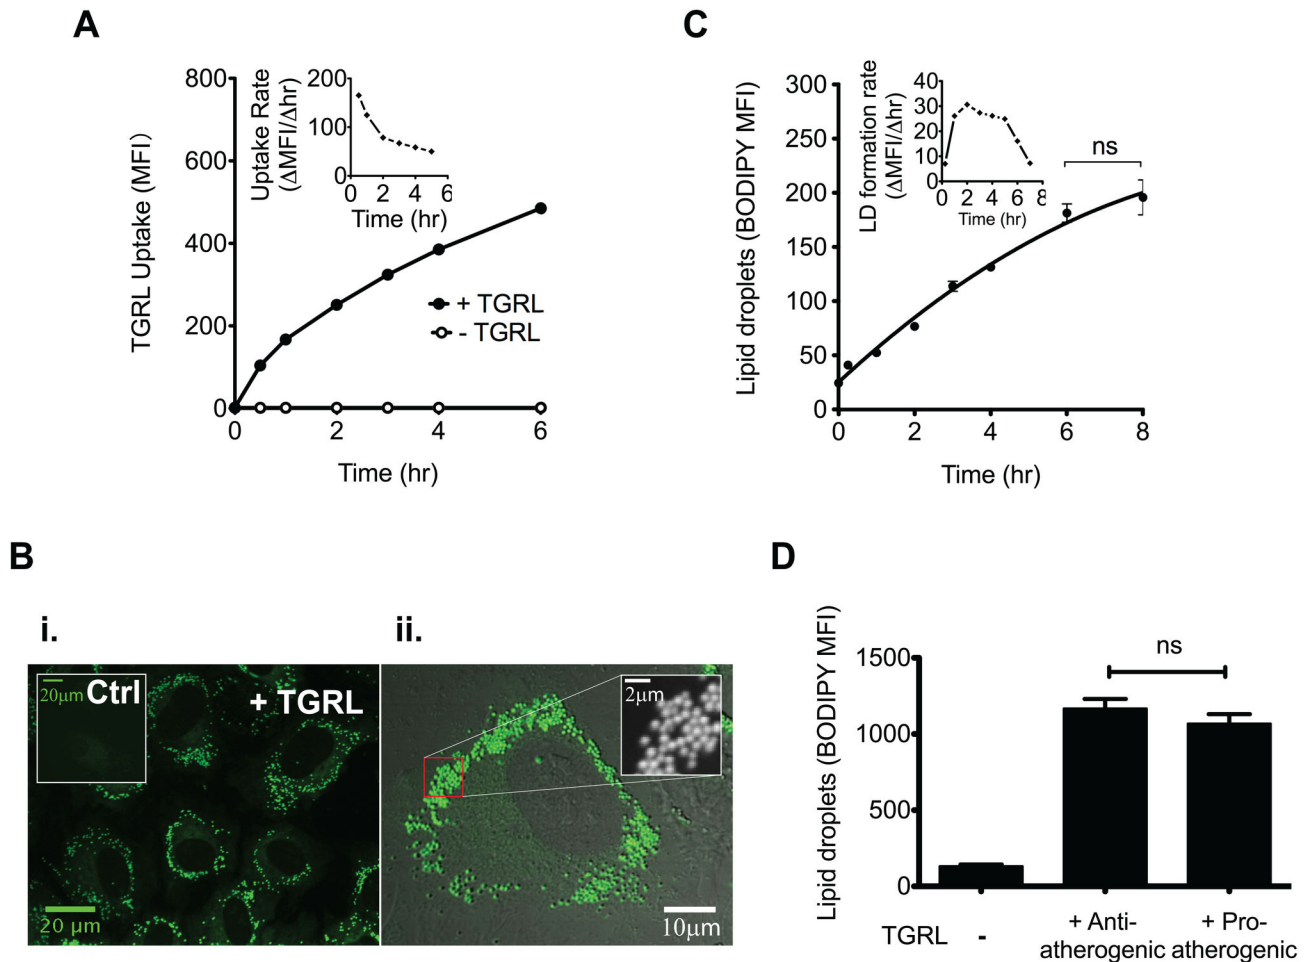 A
800
600
400
200
0
TGRL Uptake (MFI)
0 2 4 6
Time (hr)
200
100
0
Uptake Rate
(ΔMFI/Δhr)
0 2 4 6
Time (hr)
+ TGRL
- TGRL
C
300
250
200
150
100
50
0
Lipid droplets (BODIPY MFI)
0 2 4 6 8
Time (hr)
40
30
20
10
0
LD formation rate
(ΔMFI/Δhr)
0 2 4 6 8
Time (hr)
ns
B
i.
20μm Ctrl
+ TGRL
20 μm
ii.
2μm
10μm
D
1500
1000
500
0
Lipid droplets (BODIPY MFI)
ns
TGRL - + Anti- + Pro-
atherogenic atherogenic